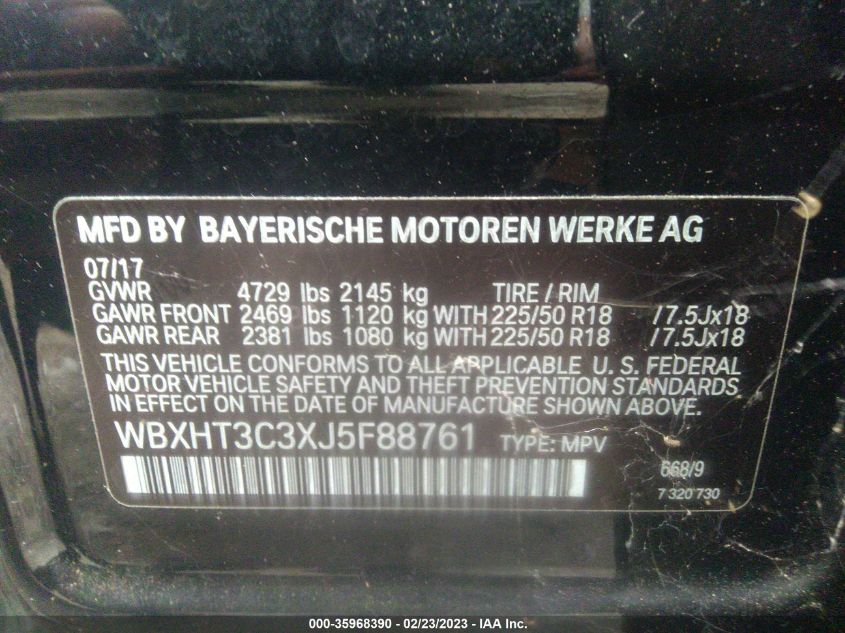 MFD BY BAYERISCHE MOTOREN WERKE AG
07/17
GVWR 4729 lbs 2145 kg TIRE / RIM
GAWR FRONT 2469 lbs 1120 kg WITH 225/50 R18 / 7.5Jx18
GAWR REAR 2381 lbs 1080 kg WITH 225/50 R18 / 7.5Jx18
THIS VEHICLE CONFORMS TO ALL APPLICABLE U. S. FEDERAL
MOTOR VEHICLE SAFETY AND THEFT PREVENTION STANDARDS
IN EFFECT ON THE DATE OF MANUFACTURE SHOWN ABOVE.
WBXHT3C3XJ5F88761 TYPE: MPV
668/9
7 320 730
000-35968390 - 02/23/2023 - IAA Inc.